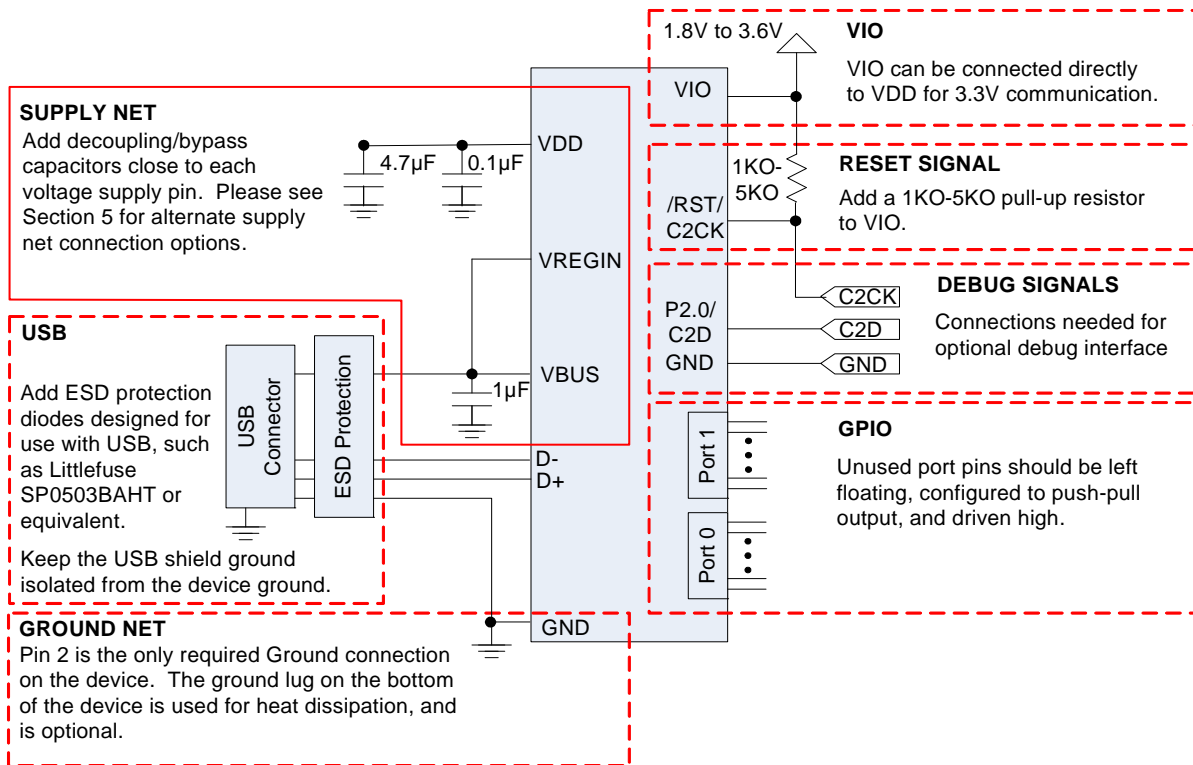 SUPPLY NET
Add decoupling/bypass
capacitors close to each
voltage supply pin. Please see
Section 5 for alternate supply
net connection options.
4.7µF
0.1µF
VDD
VREGIN
VBUS
1µF
USB
Add ESD protection
diodes designed for
use with USB, such
as Littlefuse
SP0503BAHT or
equivalent.
Keep the USB shield ground
isolated from the device ground.
USB
Connector
ESD Protection
D-
D+
GROUND NET
Pin 2 is the only required Ground connection
on the device. The ground lug on the bottom
of the device is used for heat dissipation, and
is optional.
GND
1.8V to 3.6V
VIO
VIO
VIO can be connected directly
to VDD for 3.3V communication.
1KO-
5KO
RESET SIGNAL
Add a 1KO-5KO pull-up resistor
to VIO.
/RST/
C2CK
DEBUG SIGNALS
Connections needed for
optional debug interface
C2CK
P2.0/
C2D
C2D
GND
GND
GPIO
Unused port pins should be left
floating, configured to push-pull
output, and driven high.
Port 1
Port 0